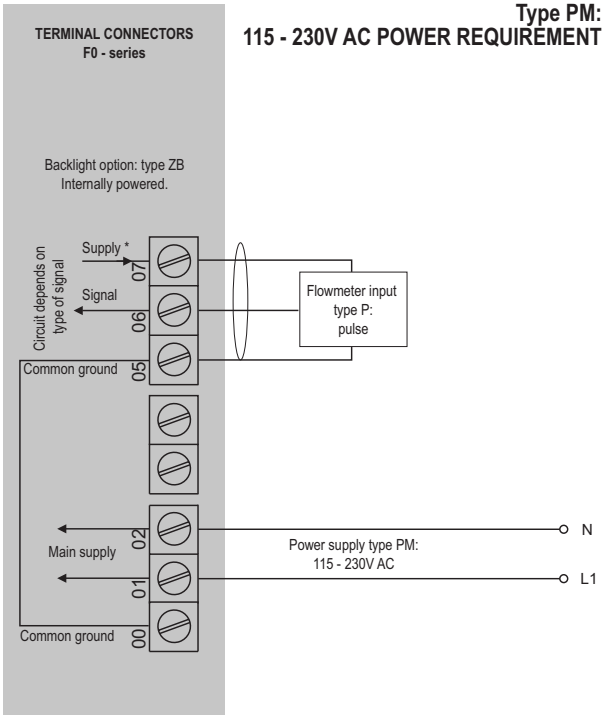 Type PM:
115 - 230V AC POWER REQUIREMENT
TERMINAL CONNECTORS
F0 - series
Backlight option: type ZB
Internally powered.
Circuit depends on
type of signal
Supply *
07
Signal
06
Common ground
05
Flowmeter input
type P:
pulse
02
Main supply
01
Common ground
00
Power supply type PM:
115 - 230V AC
N
L1